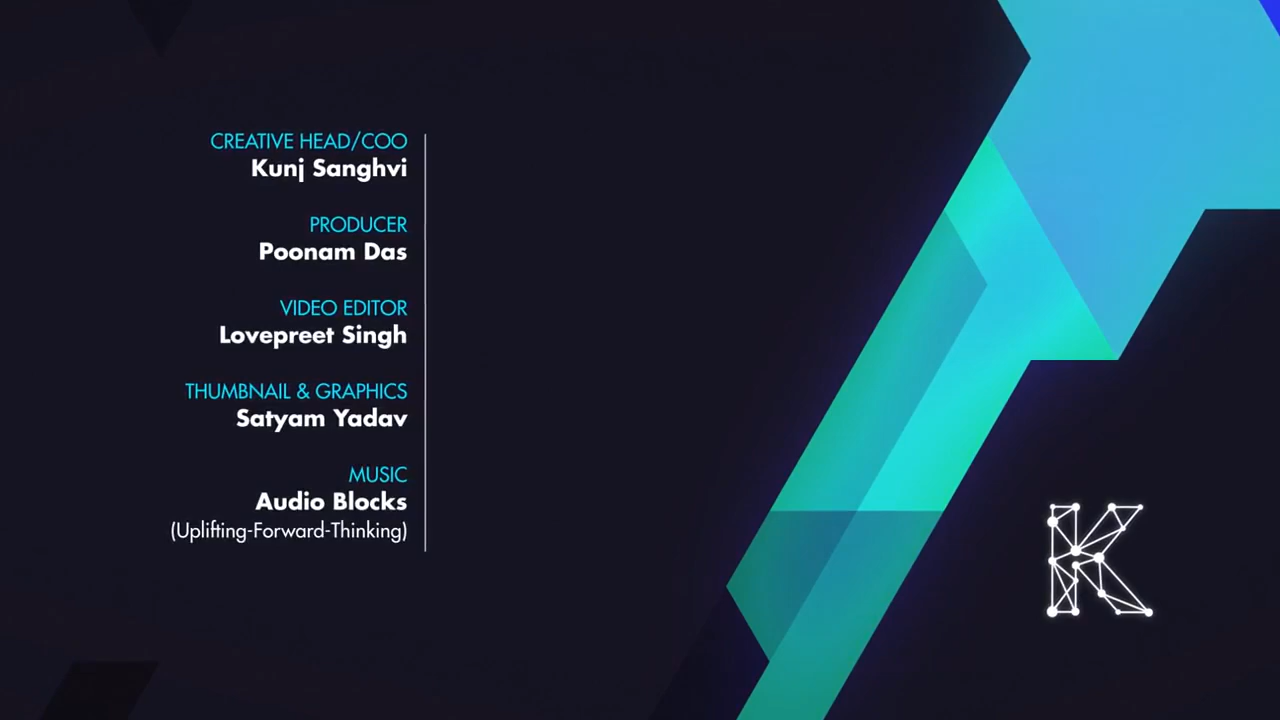 CREATIVE HEAD/COO
Kunj Sanghvi
PRODUCER
Poonam Das
VIDEO EDITOR
Lovepreet Singh
THUMBNAIL & GRAPHICS
Satyam Yadav
MUSIC
Audio Blocks
(Uplifting-Forward-Thinking)
K